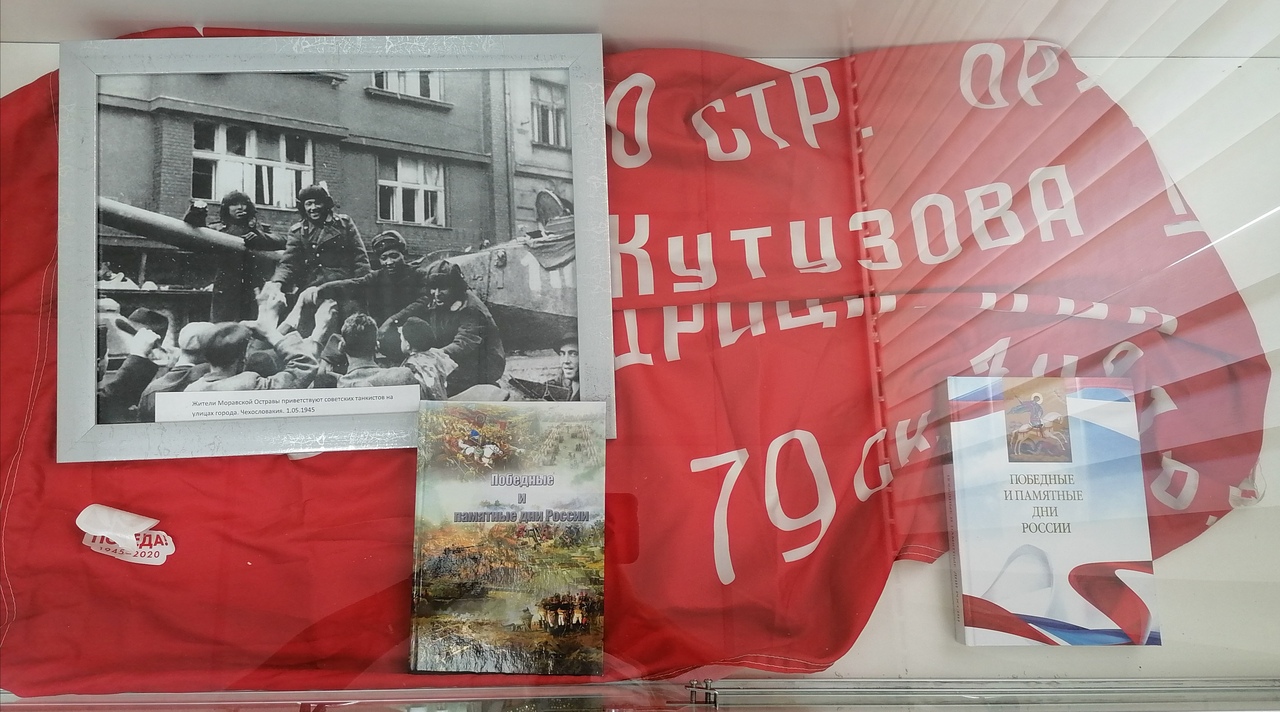 О СТР. ОР.
КУТУЗОВА
79 СК
Жители Моравской Остравы приветствуют советских танкистов на
улицах города. Чехословакия. 1.05.1945
ПОБЕДА!
1945-2020
Победные
и
памятные дни России
ПОБЕДНЫЕ
И ПАМЯТНЫЕ
ДНИ
РОССИИ